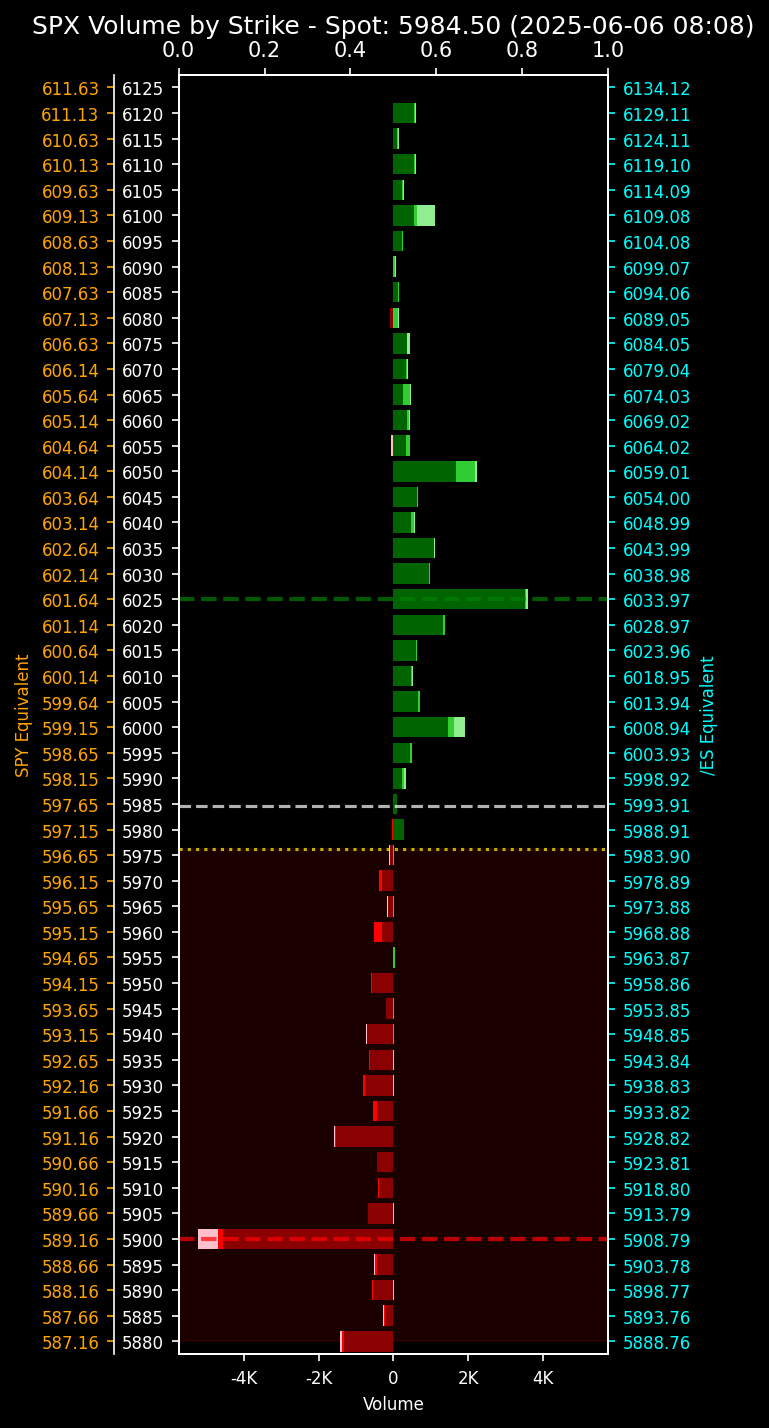 SPX Volume by Strike - Spot: 5984.50 (2025-06-06 08:08)
0.0 0.2 0.4 0.6 0.8 1.0
611.63 6125 6134.12
611.13 6120 6129.11
610.63 6115 6124.11
610.13 6110 6119.10
609.63 6105 6114.09
609.13 6100 6109.08
608.63 6095 6104.08
608.13 6090 6099.07
607.63 6085 6094.06
607.13 6080 6089.05
606.63 6075 6084.05
606.14 6070 6079.04
605.64 6065 6074.03
605.14 6060 6069.02
604.64 6055 6064.02
604.14 6050 6059.01
603.64 6045 6054.00
603.14 6040 6048.99
602.64 6035 6043.99
602.14 6030 6038.98
601.64 6025 6033.97
601.14 6020 6028.97
600.64 6015 6023.96
600.14 6010 6018.95
599.64 6005 6013.94
599.15 6000 6008.94
598.65 5995 6003.93
598.15 5990 5998.92
597.65 5985 5993.91
597.15 5980 5988.91
596.65 5975 5983.90
596.15 5970 5978.89
595.65 5965 5973.88
595.15 5960 5968.88
594.65 5955 5963.87
594.15 5950 5958.86
593.65 5945 5953.85
593.15 5940 5948.85
592.65 5935 5943.84
592.16 5930 5938.83
591.66 5925 5933.82
591.16 5920 5928.82
590.66 5915 5923.81
590.16 5910 5918.80
589.66 5905 5913.79
589.16 5900 5908.79
588.66 5895 5903.78
588.16 5890 5898.77
587.66 5885 5893.76
587.16 5880 5888.76
SPY Equivalent
/ES Equivalent
-4K -2K 0 2K 4K
Volume